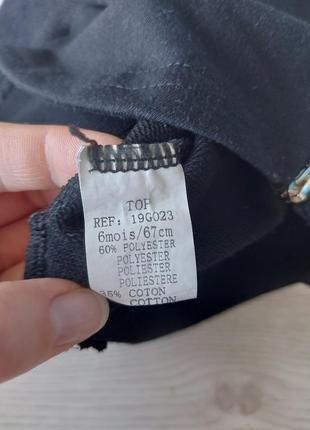 TOP
REF: 19G023
6mois/67cm
60% POLYESTER
POLYESTER
POLIESTER
POLIESTERE
35% COTON
COTTON